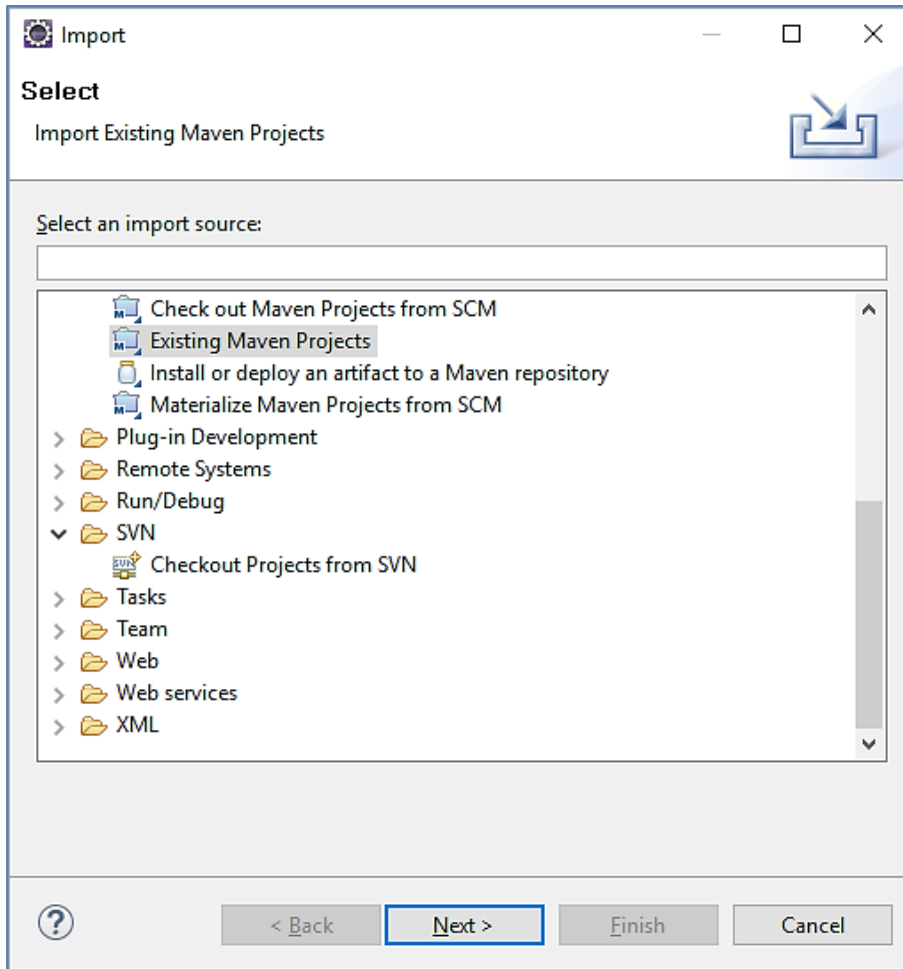 Import
Select
Import Existing Maven Projects
Select an import source:
Check out Maven Projects from SCM
Existing Maven Projects
Install or deploy an artifact to a Maven repository
Materialize Maven Projects from SCM
Plug-in Development
Remote Systems
Run/Debug
SVN
Checkout Projects from SVN
Tasks
Team
Web
Web services
XML
? < Back Next > Finish Cancel